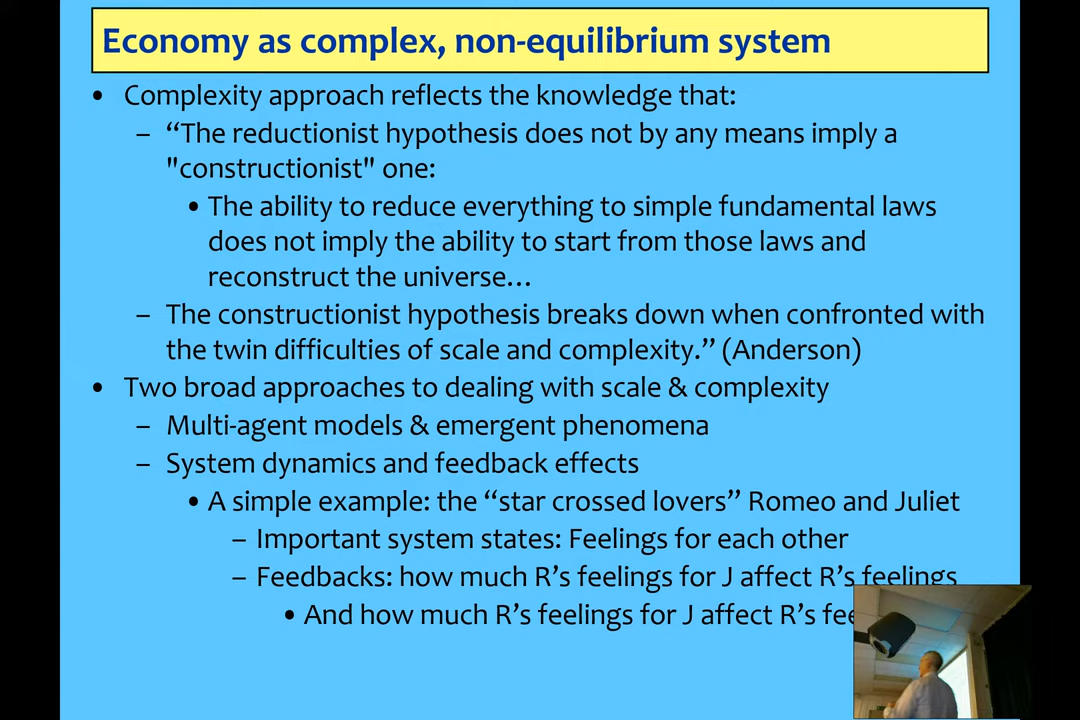 Economy as complex, non-equilibrium system
• Complexity approach reflects the knowledge that:
– “The reductionist hypothesis does not by any means imply a
"constructionist" one:
• The ability to reduce everything to simple fundamental laws
does not imply the ability to start from those laws and
reconstruct the universe…
– The constructionist hypothesis breaks down when confronted with
the twin difficulties of scale and complexity.” (Anderson)
• Two broad approaches to dealing with scale & complexity
– Multi-agent models & emergent phenomena
– System dynamics and feedback effects
• A simple example: the “star crossed lovers” Romeo and Juliet
– Important system states: Feelings for each other
– Feedbacks: how much R’s feelings for J affect R’s feelings
• And how much R’s feelings for J affect R’s